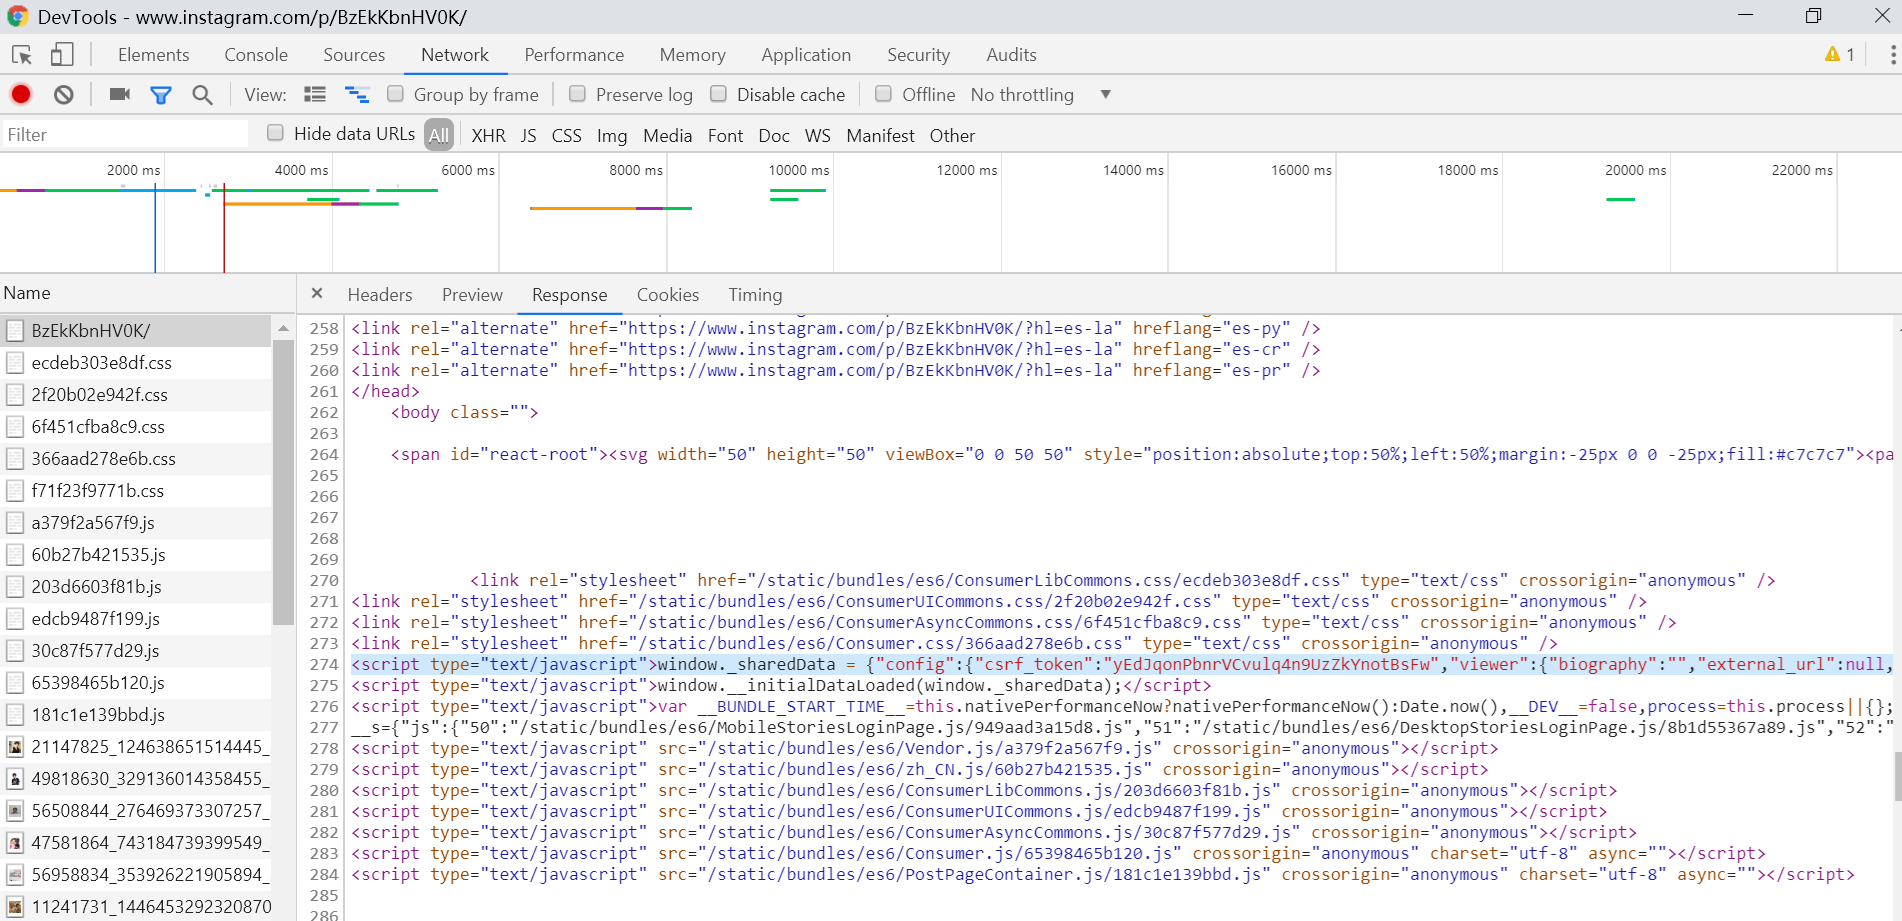 DevTools - www.instagram.com/p/BzEkKbnHV0K/
Elements Console Sources Network Performance Memory Application Security Audits 1
View: Group by frame Preserve log Disable cache Offline No throttling
Filter Hide data URLs All XHR JS CSS Img Media Font Doc WS Manifest Other
2000 ms 4000 ms 6000 ms 8000 ms 10000 ms 12000 ms 14000 ms 16000 ms 18000 ms 20000 ms 22000 ms
Name
BzEkKbnHV0K/
ecdeb303e8df.css
2f20b02e942f.css
6f451cfba8c9.css
366aad278e6b.css
f71f23f9771b.css
a379f2a567f9.js
60b27b421535.js
203d6603f81b.js
edcb9487f199.js
30c87f577d29.js
65398465b120.js
181c1e139bbd.js
21147825_124638651514445_
49818630_329136014358455_
56508844_276469373307257_
47581864_743184739399549_
56958834_353926221905894_
11241731_1446453292320870
Headers Preview Response Cookies Timing
258 <link rel="alternate" href="https://www.instagram.com/p/BzEkKbnHV0K/?hl=es-la" hreflang="es-py" />
259 <link rel="alternate" href="https://www.instagram.com/p/BzEkKbnHV0K/?hl=es-la" hreflang="es-cr" />
260 <link rel="alternate" href="https://www.instagram.com/p/BzEkKbnHV0K/?hl=es-la" hreflang="es-pr" />
261 </head>
262 <body class="">
263
264 <span id="react-root"><svg width="50" height="50" viewBox="0 0 50 50" style="position:absolute;top:50%;left:50%;margin:-25px 0 0 -25px;fill:#c7c7c7"><pa
265
266
267
268
269
270 <link rel="stylesheet" href="/static/bundles/es6/ConsumerLibCommons.css/ecdeb303e8df.css" type="text/css" crossorigin="anonymous" />
271 <link rel="stylesheet" href="/static/bundles/es6/ConsumerUICommons.css/2f20b02e942f.css" type="text/css" crossorigin="anonymous" />
272 <link rel="stylesheet" href="/static/bundles/es6/ConsumerAsyncCommons.css/6f451cfba8c9.css" type="text/css" crossorigin="anonymous" />
273 <link rel="stylesheet" href="/static/bundles/es6/Consumer.css/366aad278e6b.css" type="text/css" crossorigin="anonymous" />
274 <script type="text/javascript">window._sharedData = {"config":{"csrf_token":"yEdJqonPbnrVCvulq4n9UzZkYnotBsFw","viewer":{"biography":"","external_url":null,
275 <script type="text/javascript">window.__initialDataLoaded(window._sharedData);</script>
276 <script type="text/javascript">var __BUNDLE_START_TIME__=this.nativePerformanceNow?nativePerformanceNow():Date.now(),__DEV__=false,process=this.process||{};
277 __s={"js":{"50":"/static/bundles/es6/MobileStoriesLoginPage.js/949aad3a15d8.js","51":"/static/bundles/es6/DesktopStoriesLoginPage.js/8b1d55367a89.js","52":"
278 <script type="text/javascript" src="/static/bundles/es6/Vendor.js/a379f2a567f9.js" crossorigin="anonymous"></script>
279 <script type="text/javascript" src="/static/bundles/es6/zh_CN.js/60b27b421535.js" crossorigin="anonymous"></script>
280 <script type="text/javascript" src="/static/bundles/es6/ConsumerLibCommons.js/203d6603f81b.js" crossorigin="anonymous"></script>
281 <script type="text/javascript" src="/static/bundles/es6/ConsumerUICommons.js/edcb9487f199.js" crossorigin="anonymous"></script>
282 <script type="text/javascript" src="/static/bundles/es6/ConsumerAsyncCommons.js/30c87f577d29.js" crossorigin="anonymous"></script>
283 <script type="text/javascript" src="/static/bundles/es6/Consumer.js/65398465b120.js" crossorigin="anonymous" charset="utf-8" async=""></script>
284 <script type="text/javascript" src="/static/bundles/es6/PostPageContainer.js/181c1e139bbd.js" crossorigin="anonymous" charset="utf-8" async=""></script>
285
286